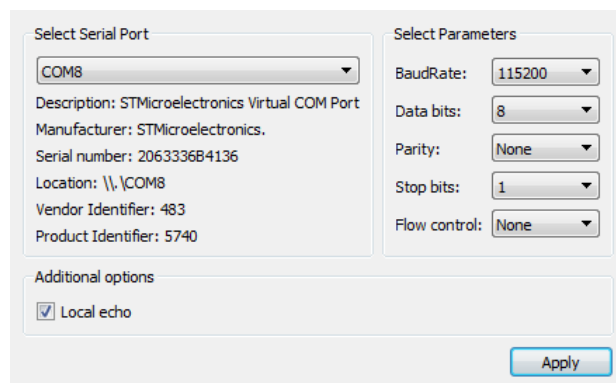 Select Serial Port
COM8
Description: STMicroelectronics Virtual COM Port
Manufacturer: STMicroelectronics.
Serial number: 2063336B4136
Location: \\.\COM8
Vendor Identifier: 483
Product Identifier: 5740
Select Parameters
BaudRate: 115200
Data bits: 8
Parity: None
Stop bits: 1
Flow control: None
Additional options
Local echo
Apply